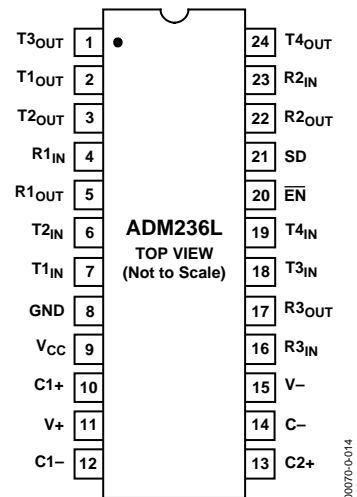 T3OUT 1
T1OUT 2
T2OUT 3
R1IN 4
R1OUT 5
T2IN 6
T1IN 7
GND 8
VCC 9
C1+ 10
V+ 11
C1– 12
ADM236L
TOP VIEW
(Not to Scale)
24 T4OUT
23 R2IN
22 R2OUT
21 SD
20 E̅N̅
19 T4IN
18 T3IN
17 R3OUT
16 R3IN
15 V–
14 C–
13 C2+
00070-0-014